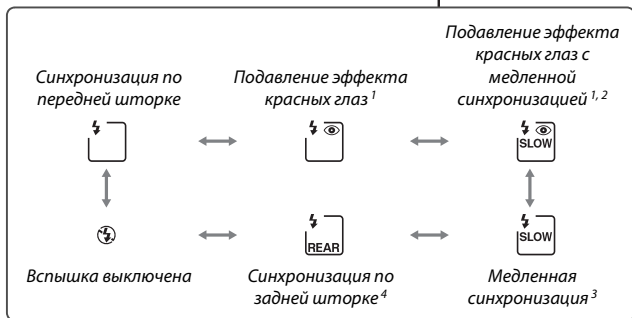 Синхронизация по
передней шторке
Подавление эффекта
красных глаз 1
Подавление эффекта
красных глаз с
медленной
синхронизацией 1, 2
SLOW
REAR
SLOW
Вспышка выключена
Синхронизация по
задней шторке 4
Медленная
синхронизация 3